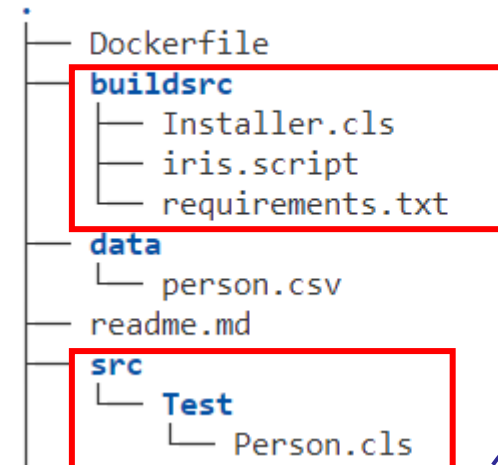 .
Dockerfile
buildsrc
Installer.cls
iris.script
requirements.txt
data
person.csv
readme.md
src
Test
Person.cls